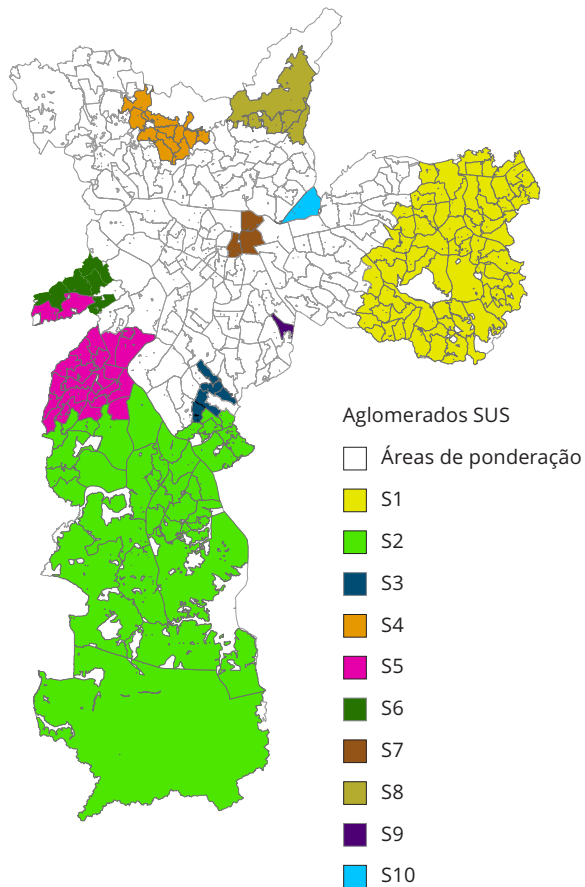 Aglomerados SUS
Áreas de ponderação
S1
S2
S3
S4
S5
S6
S7
S8
S9
S10